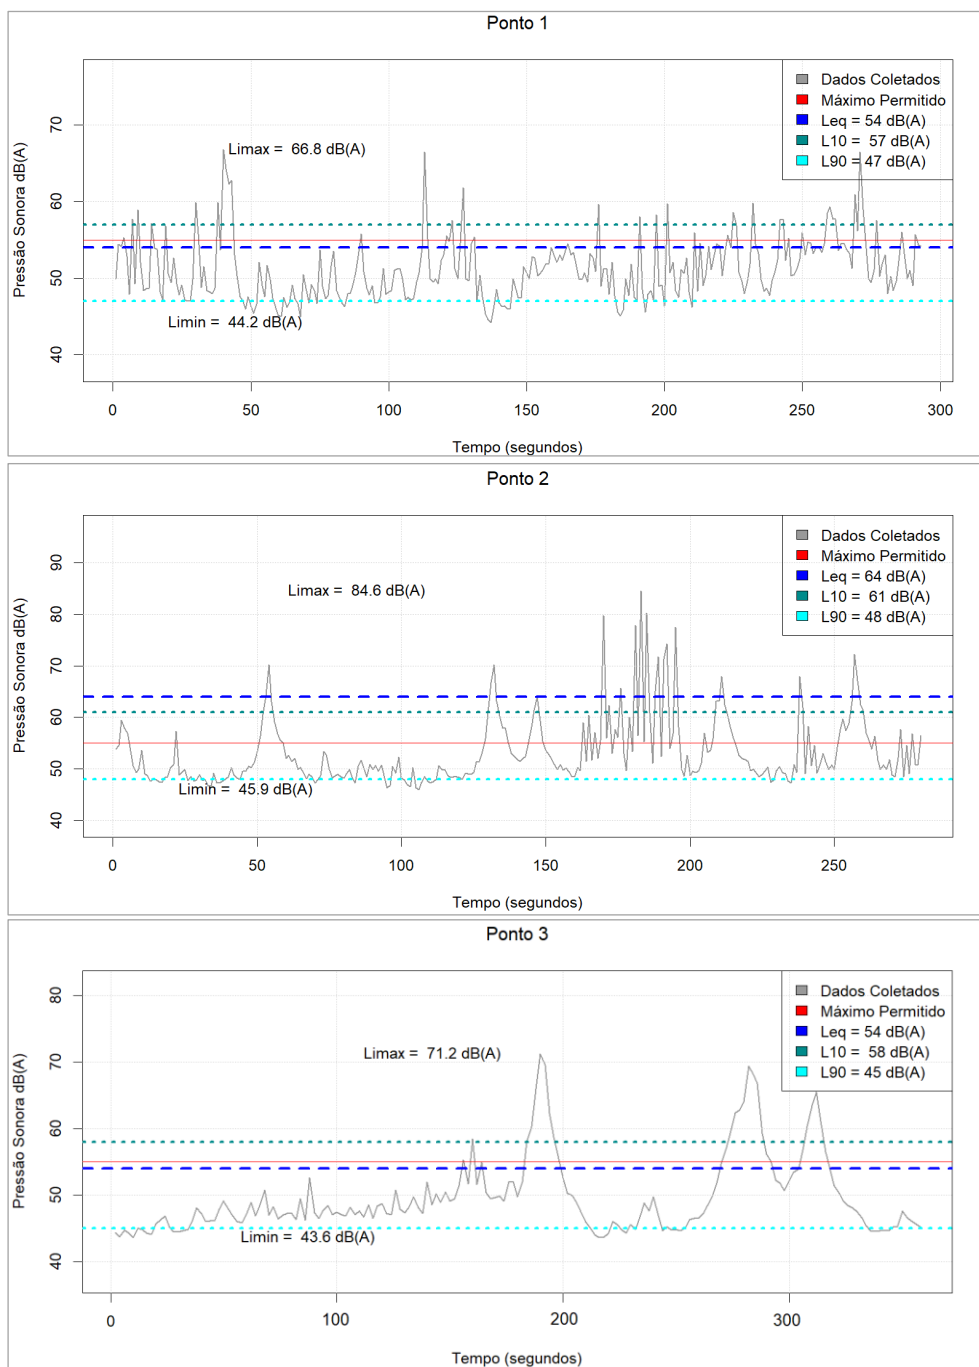 Ponto 1
Pressão Sonora dB(A)
70
60
50
40
Limax = 66.8 dB(A)
Limin = 44.2 dB(A)
Dados Coletados
Máximo Permitido
Leq = 54 dB(A)
L10 = 57 dB(A)
L90 = 47 dB(A)
0 50 100 150 200 250 300
Tempo (segundos)
Ponto 2
Pressão Sonora dB(A)
90
80
70
60
50
40
Limax = 84.6 dB(A)
Limin = 45.9 dB(A)
Dados Coletados
Máximo Permitido
Leq = 64 dB(A)
L10 = 61 dB(A)
L90 = 48 dB(A)
0 50 100 150 200 250
Tempo (segundos)
Ponto 3
Pressão Sonora dB(A)
80
70
60
50
40
Limax = 71.2 dB(A)
Limin = 43.6 dB(A)
Dados Coletados
Máximo Permitido
Leq = 54 dB(A)
L10 = 58 dB(A)
L90 = 45 dB(A)
0 100 200 300
Tempo (segundos)